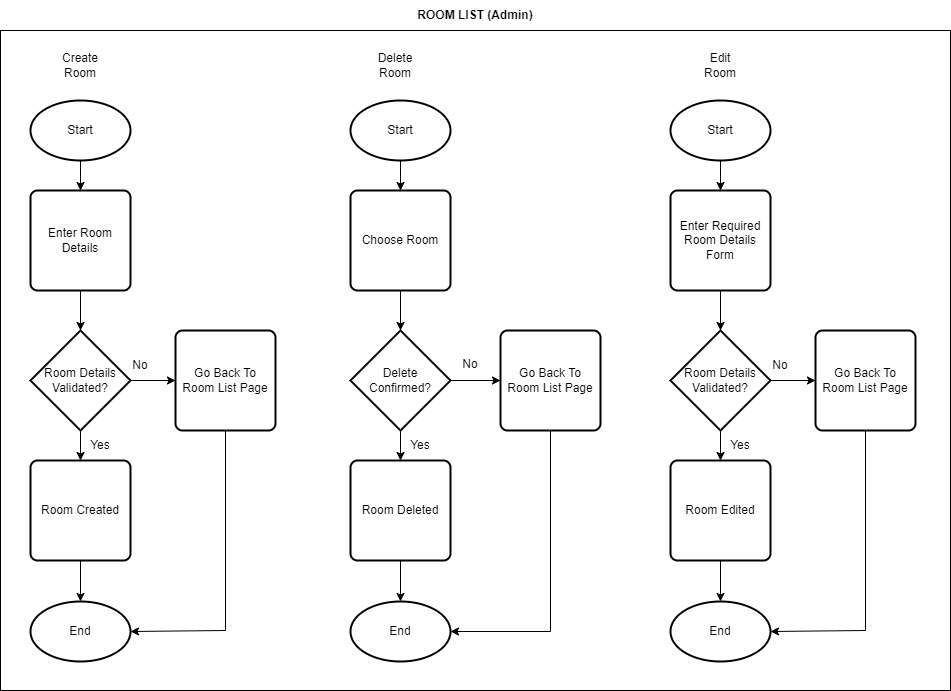 ROOM LIST (Admin)
Create
Room
Start
Enter Room
Details
Room Details
Validated?
No
Go Back To
Room List Page
Yes
Room Created
End
Delete
Room
Start
Choose Room
Delete
Confirmed?
No
Go Back To
Room List Page
Yes
Room Deleted
End
Edit
Room
Start
Enter Required
Room Details
Form
Room Details
Validated?
No
Go Back To
Room List Page
Yes
Room Edited
End